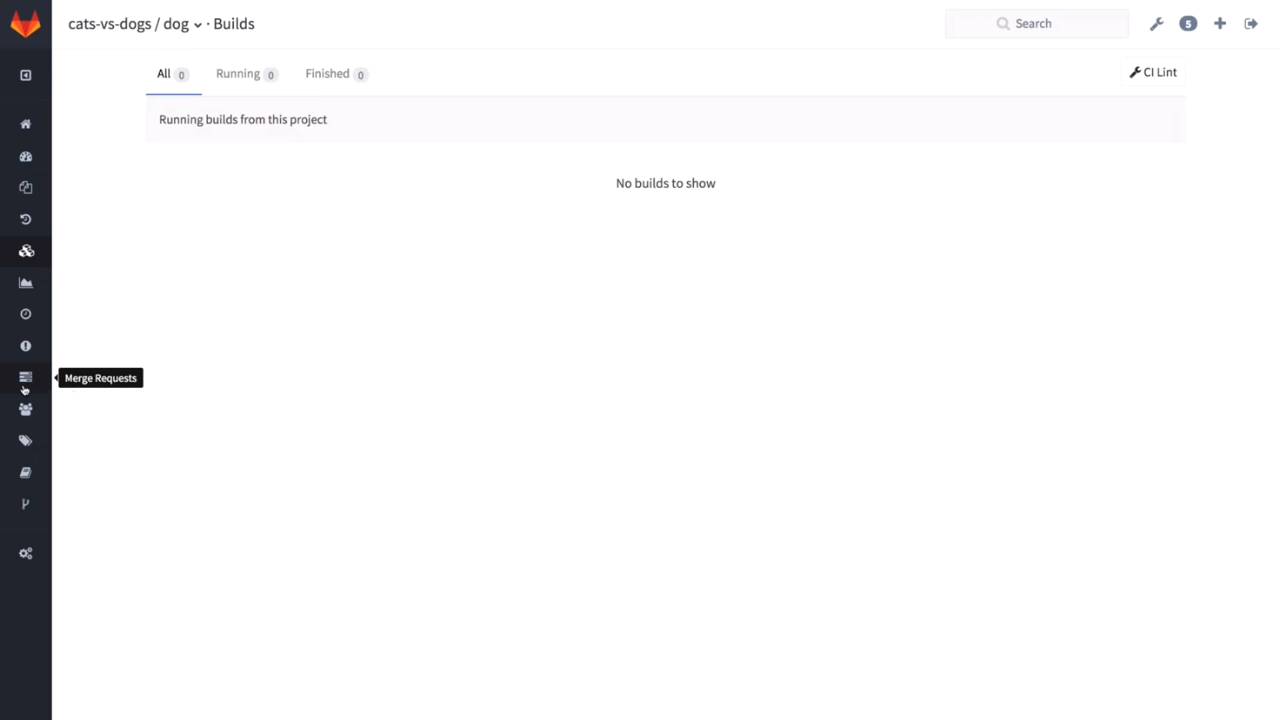 cats-vs-dogs / dog · Builds
Search
5
All 0
Running 0
Finished 0
CI Lint
Running builds from this project
No builds to show
Merge Requests